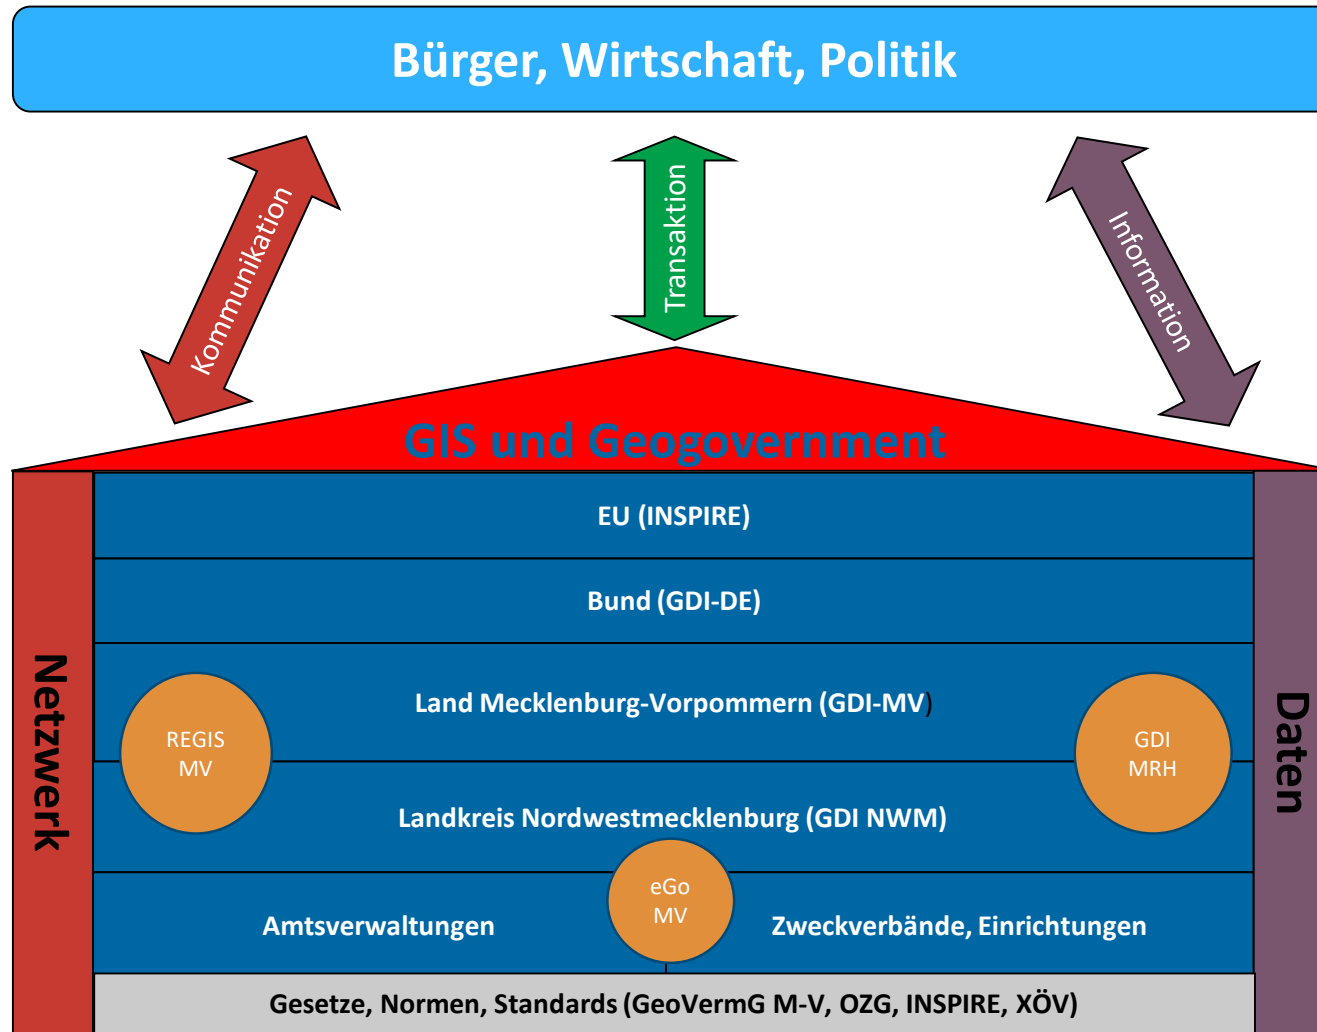 Bürger, Wirtschaft, Politik
Kommunikation
Transaktion
Information
GIS und Geogovernment
EU (INSPIRE)
Bund (GDI-DE)
Netzwerk
Land Mecklenburg-Vorpommern (GDI-MV)
REGIS
MV
GDI
MRH
Daten
Landkreis Nordwestmecklenburg (GDI NWM)
eGo
MV
Amtsverwaltungen
Zweckverbände, Einrichtungen
Gesetze, Normen, Standards (GeoVermG M-V, OZG, INSPIRE, XÖV)